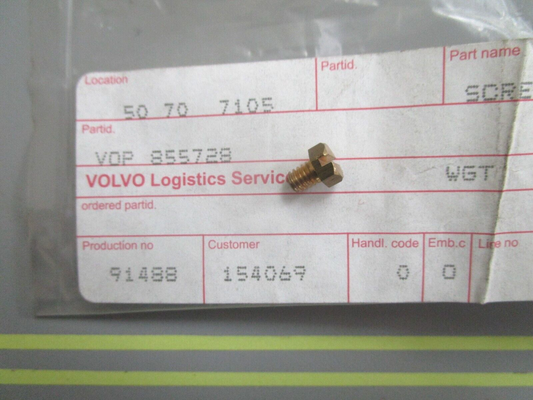 Location
50 70 7105
Partid.
Part name
SCRE
Partid.
VOP 855728
VOLVO Logistics Servic
WGT
ordered partid.
Production no
91488
Customer
154069
Handl. code
0
Emb.c
0
no